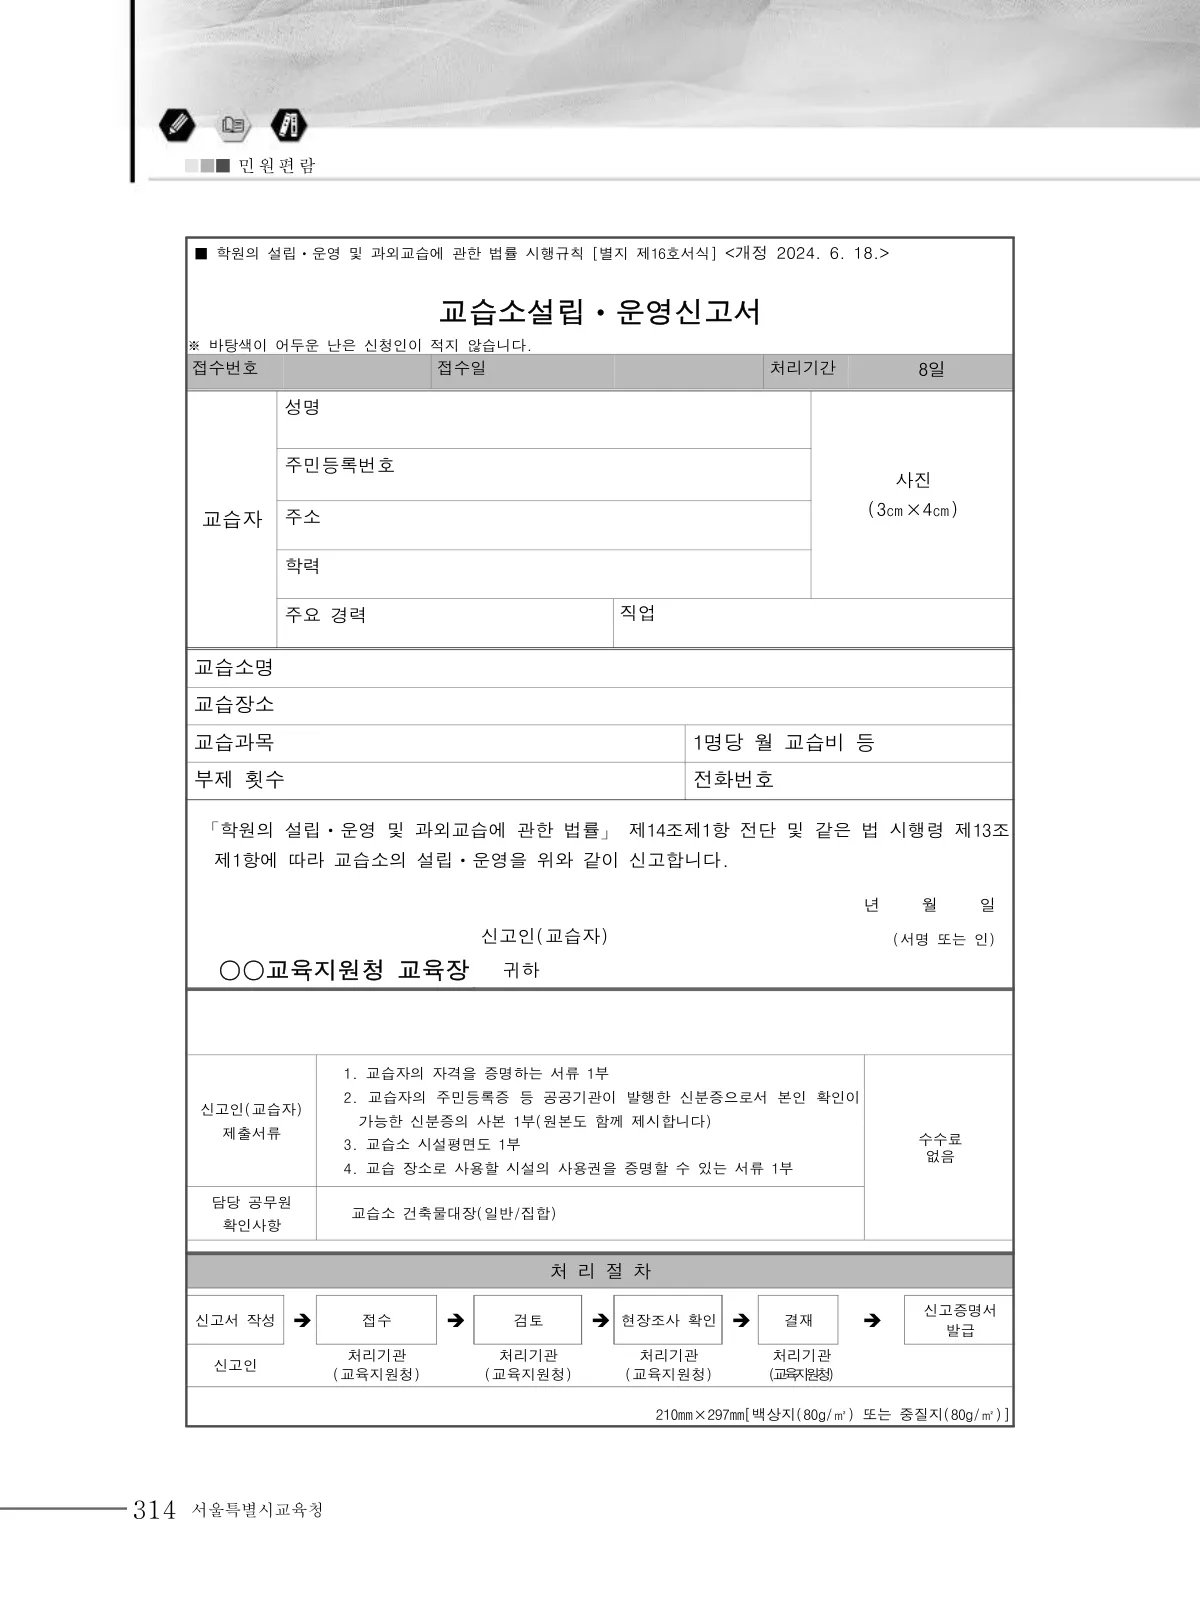 민원편람
■ 학원의 설립·운영 및 과외교습에 관한 법률 시행규칙 [별지 제16호서식] <개정 2024. 6. 18.>
교습소설립·운영신고서
※ 바탕색이 어두운 난은 신청인이 적지 않습니다.
접수번호 접수일 처리기간 8일
성명
주민등록번호
사진
(3㎝×4㎝)
교습자
주소
학력
주요 경력 직업
교습소명
교습장소
교습과목 1명당 월 교습비 등
부제 횟수 전화번호
「학원의 설립·운영 및 과외교습에 관한 법률」 제14조제1항 전단 및 같은 법 시행령 제13조
제1항에 따라 교습소의 설립·운영을 위와 같이 신고합니다.
년 월 일
신고인(교습자) (서명 또는 인)
○○교육지원청 교육장 귀하
신고인(교습자)
제출서류
1. 교습자의 자격을 증명하는 서류 1부
2. 교습자의 주민등록증 등 공공기관이 발행한 신분증으로서 본인 확인이
가능한 신분증의 사본 1부(원본도 함께 제시합니다)
3. 교습소 시설평면도 1부
4. 교습 장소로 사용할 시설의 사용권을 증명할 수 있는 서류 1부
수수료
없음
담당 공무원
확인사항
교습소 건축물대장(일반/집합)
처 리 절 차
신고서 작성 ➔ 접수 ➔ 검토 ➔ 현장조사 확인 ➔ 결재 ➔ 신고증명서
발급
신고인 처리기관 처리기관 처리기관 처리기관
(교육지원청) (교육지원청) (교육지원청) (교육지원청)
210㎜×297㎜[백상지(80g/㎡) 또는 중질지(80g/㎡)]
314 서울특별시교육청